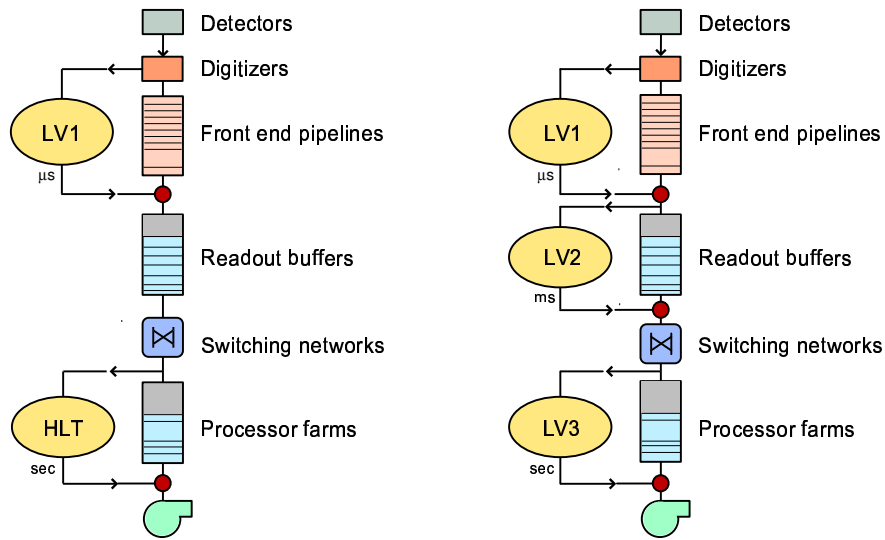 Detectors
Digitizers
LV1
Front end pipelines
μs
Readout buffers
Switching networks
HLT
Processor farms
sec
Detectors
Digitizers
LV1
Front end pipelines
μs
LV2
Readout buffers
ms
Switching networks
LV3
Processor farms
sec